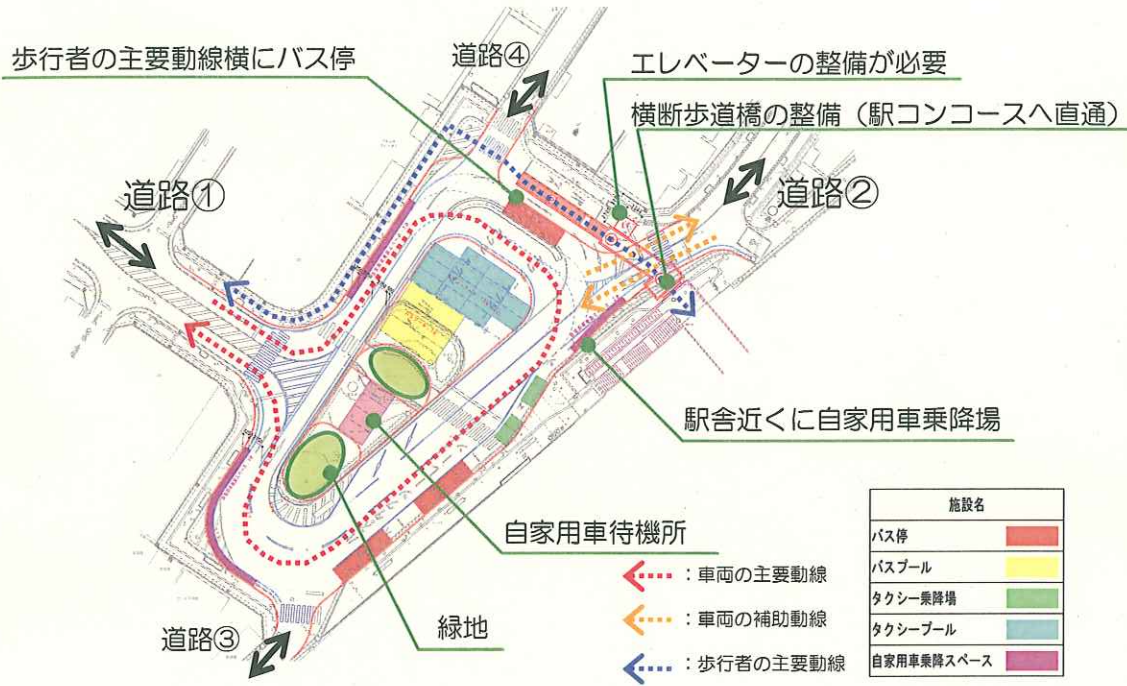 歩行者の主要動線横にバス停
道路④
エレベーターの整備が必要
横断歩道橋の整備（駅コンコースへ直通）
道路①
道路②
駅舎近くに自家用車乗降場
自家用車待機所
緑地
道路③
：車両の主要動線
：車両の補助動線
：歩行者の主要動線
施設名
バス停
バスプール
タクシー乗降場
タクシープール
自家用車乗降スペース